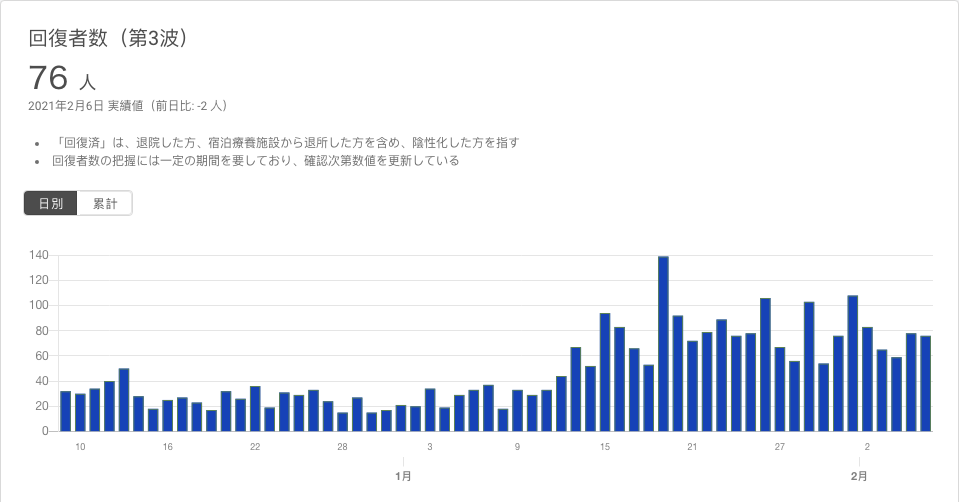 回復者数（第3波）
76 人
2021年2月6日 実績値（前日比: -2 人）
• 「回復済」は、退院した方、宿泊療養施設から退所した方を含め、陰性化した方を指す
• 回復者数の把握には一定の期間を要しており、確認次第数値を更新している
日別 累計
140
120
100
80
60
40
20
0
10 16 22 28 3 9 15 21 27 2
1月 2月